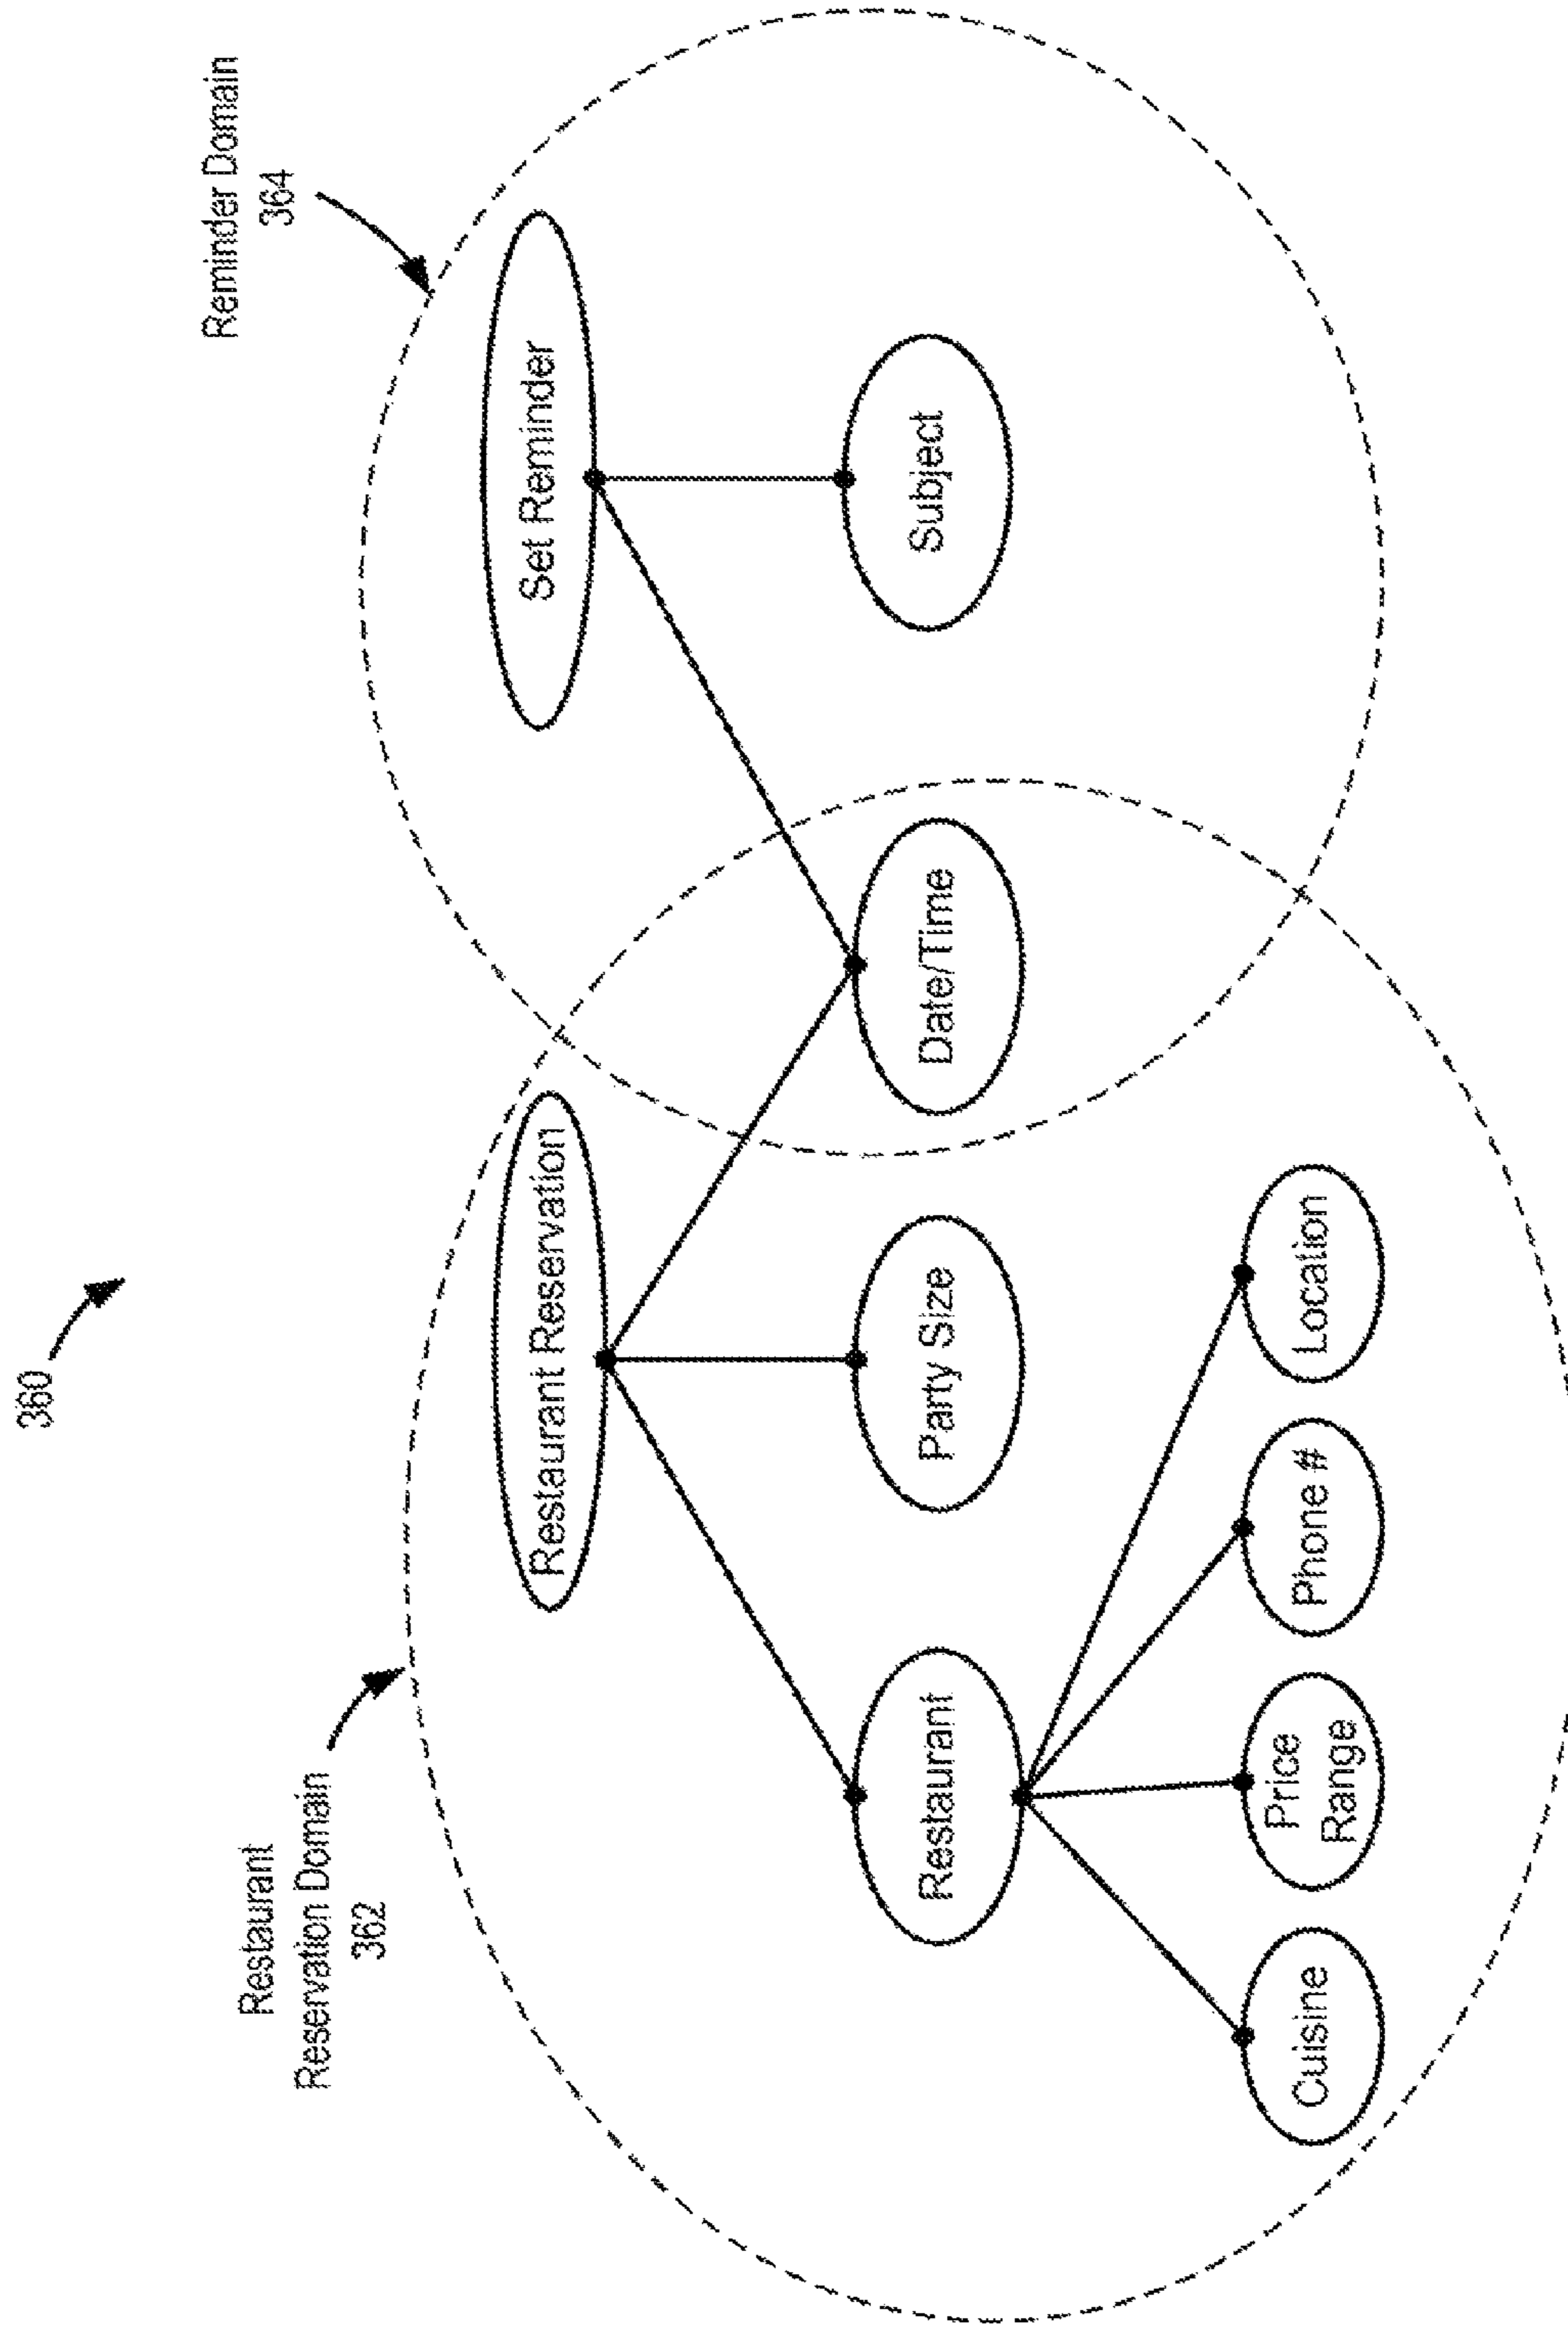 360
Restaurant
Reservation Domain
362
Reminder Domain
364
Restaurant Reservation
Set Reminder
Restaurant
Party Size
Date/Time
Subject
Cuisine
Price
Range
Phone #
Location